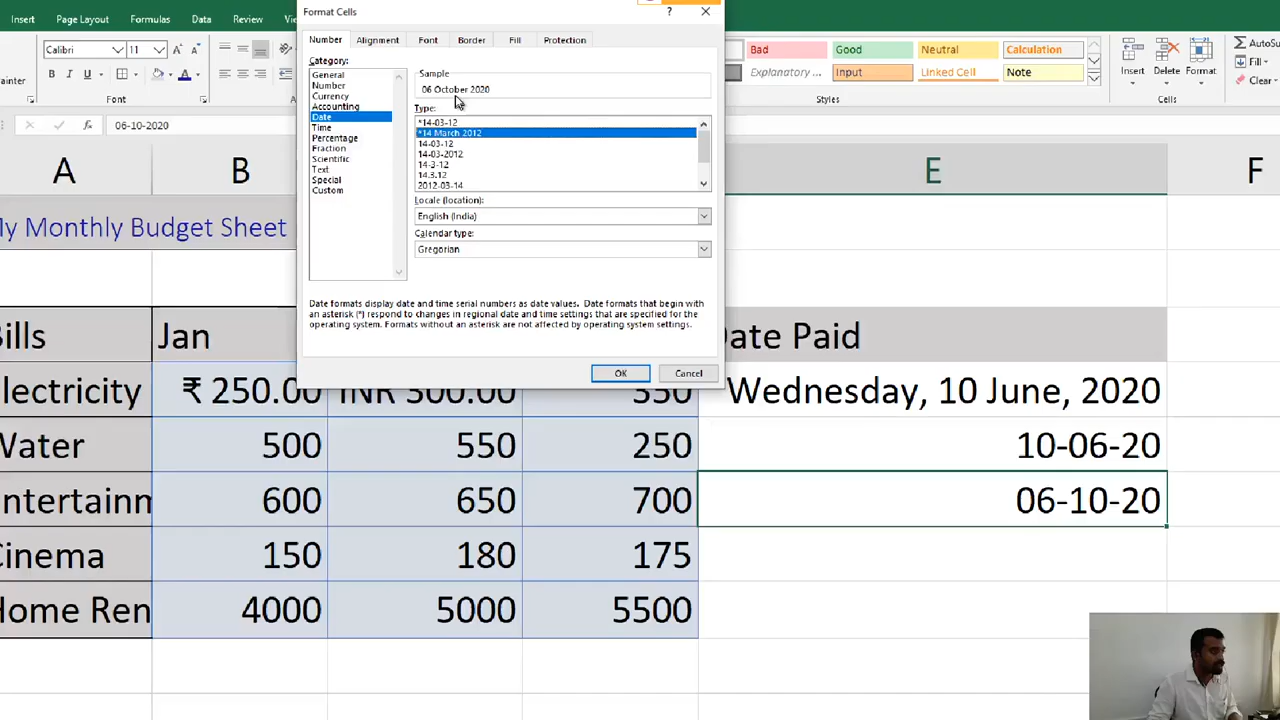 Format Cells
?
Insert
Page Layout
Formulas
Data
Review
Number
Alignment
Font
Border
Fill
Protection
Calibri
11
Bad
Good
Neutral
Calculation
Explanatory ...
Input
Linked Cell
Note
Insert
Delete
Format
Fill
Clear
Font
Styles
Cells
B I U
06-10-2020
Category:
General
Number
Currency
Accounting
Date
Time
Percentage
Fraction
Scientific
Text
Special
Custom
Sample
06 October 2020
Type:
*14-03-12
*14 March 2012
14-03-12
14-03-2012
14-3-12
14.3.12
2012-03-14
Locale (location):
English (India)
Calendar type:
Gregorian
Date formats display date and time serial numbers as date values. Date formats that begin with
an asterisk (*) respond to changes in regional date and time settings that are specified for the
operating system. Formats without an asterisk are not affected by operating system settings.
OK
Cancel
A B E F
y Monthly Budget Sheet
ills Jan ate Paid
lectricity ₹ 250.00 INR 300.00 350 Wednesday, 10 June, 2020
Water 500 550 250 10-06-20
ntertainm 600 650 700 06-10-20
Cinema 150 180 175
Home Ren 4000 5000 5500